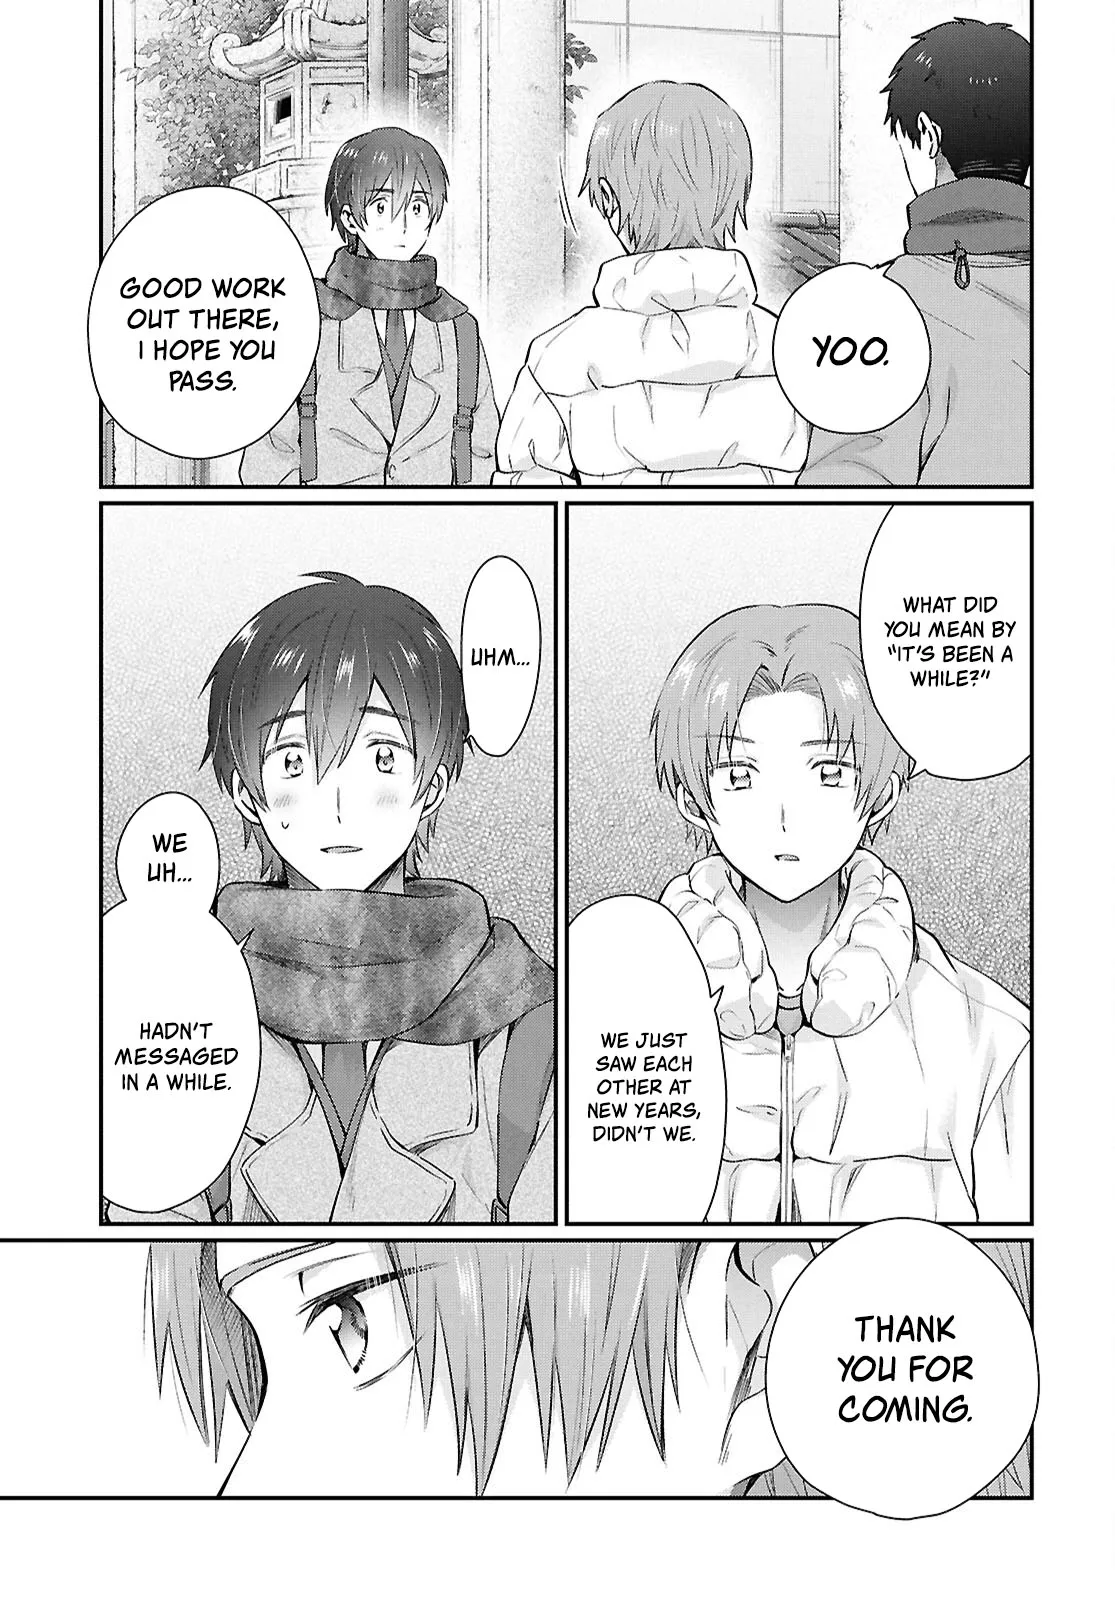 YOO.
GOOD WORK
OUT THERE,
I HOPE YOU
PASS.
WHAT DID
YOU MEAN BY
"IT'S BEEN A
WHILE?"
WE JUST
SAW EACH
OTHER AT
NEW YEARS,
DIDN'T WE.
UHM...
WE
UH...
HADN'T
MESSAGED
IN A WHILE.
THANK
YOU FOR
COMING.